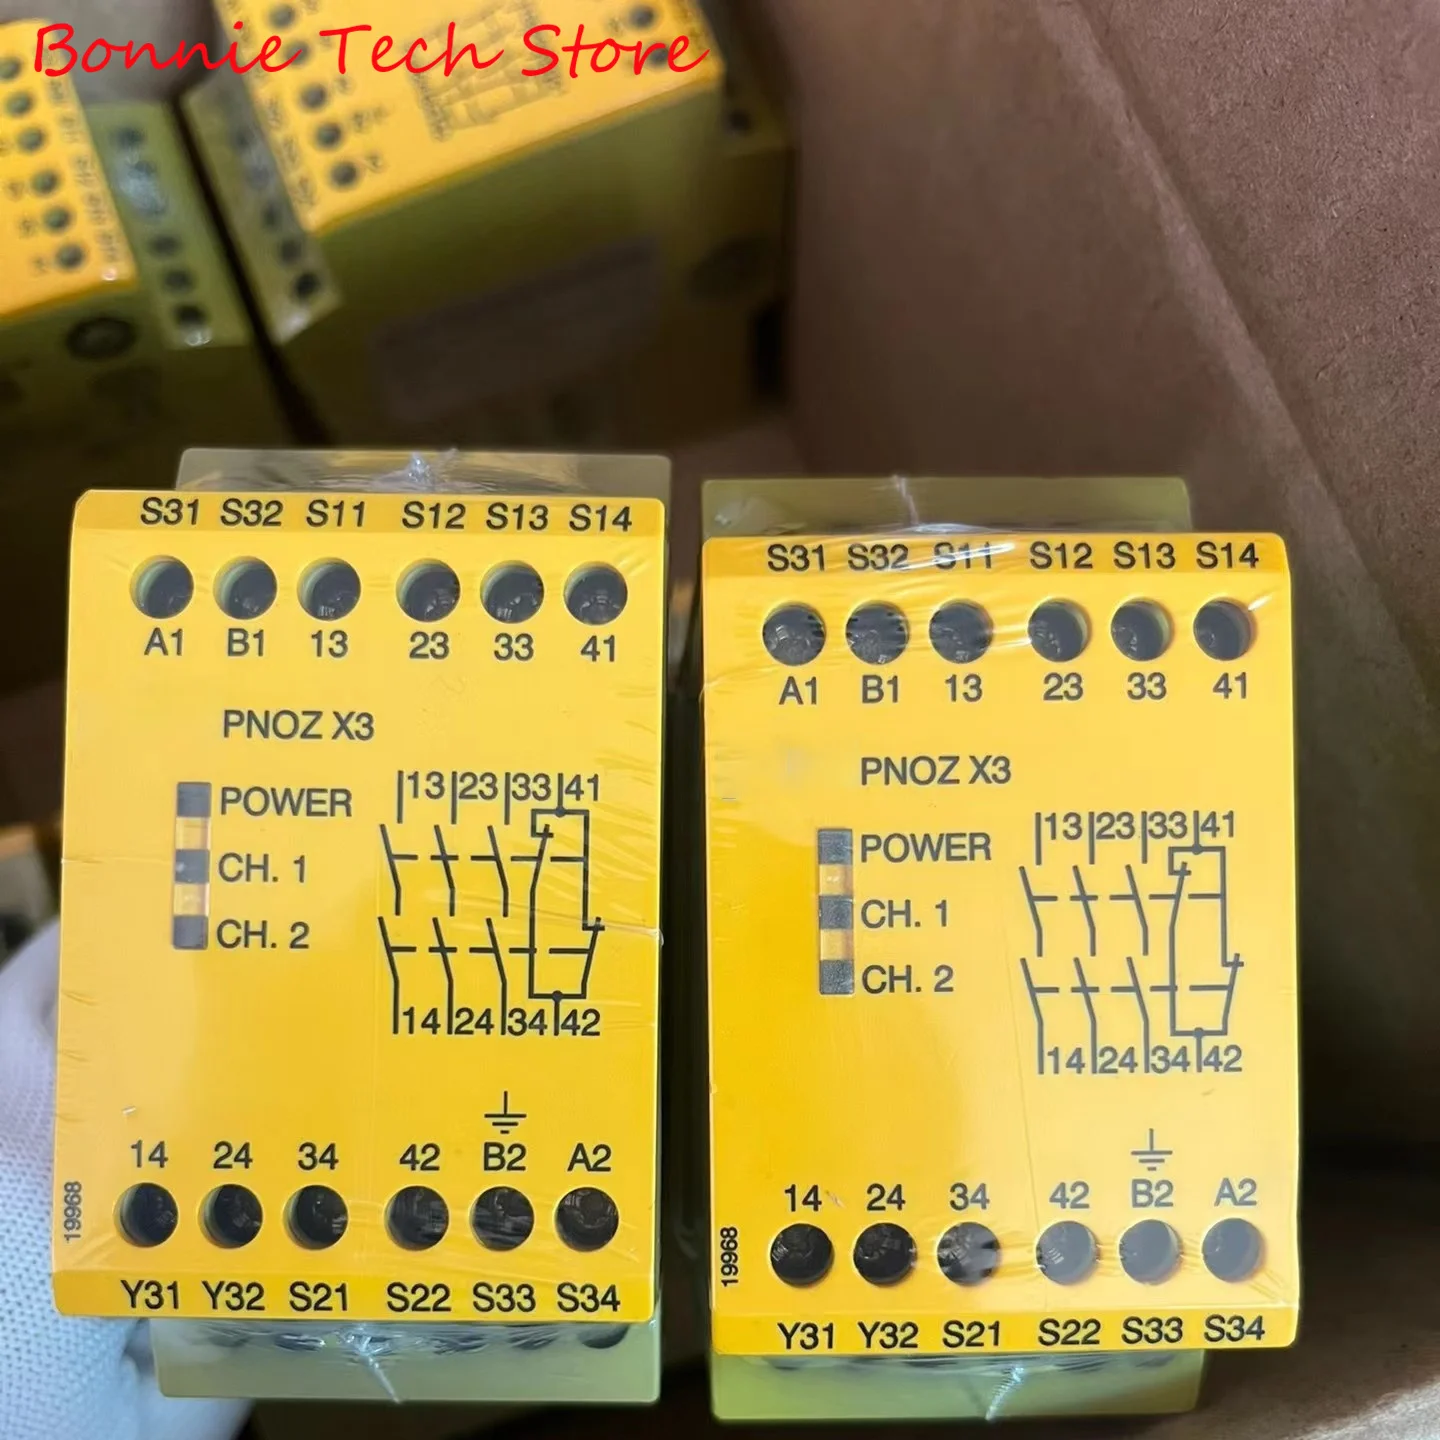 Bonnie Tech Store
S31 S32 S11 S12 S13 S14
A1 B1 13 23 33 41
PNOZ X3
13 23 33 41
POWER
CH. 1
CH. 2
14 24 34 42
14 24 34 42 B2 A2
19968
Y31 Y32 S21 S22 S33 S34
S31 S32 S11 S12 S13 S14
A1 B1 13 23 33 41
PNOZ X3
13 23 33 41
POWER
CH. 1
CH. 2
14 24 34 42
14 24 34 42 B2 A2
19968
Y31 Y32 S21 S22 S33 S34